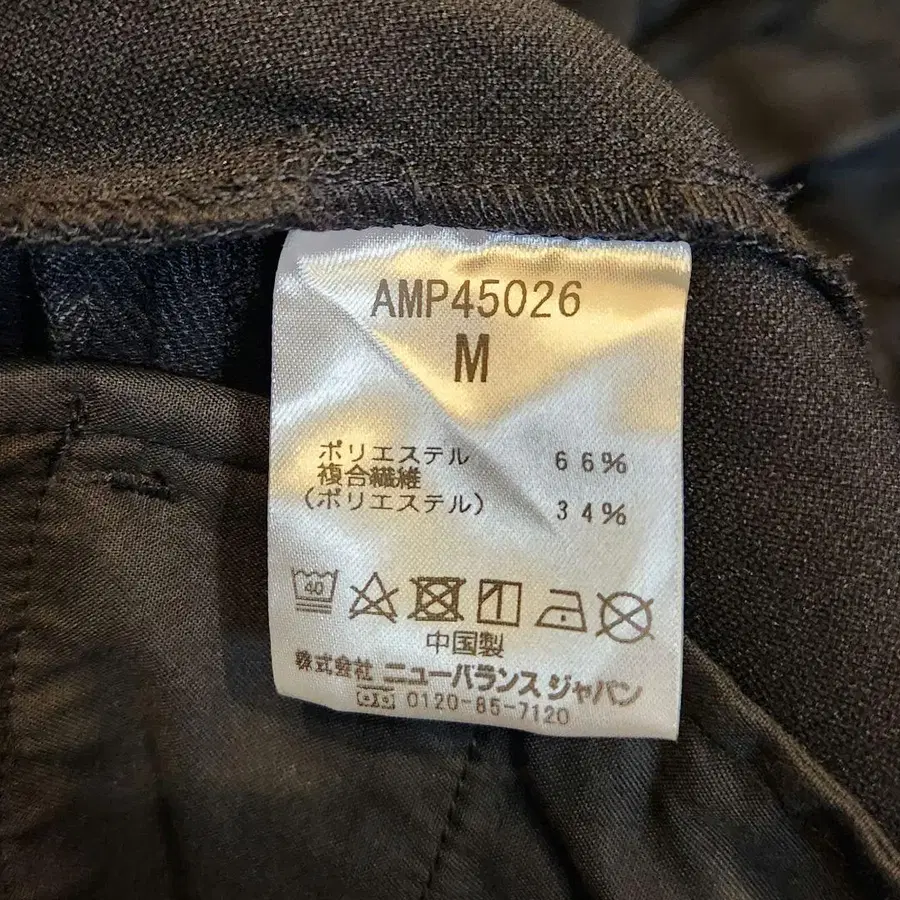 AMP45026
M
ポリエステル 66%
複合繊維
(ポリエステル) 34%
40
中国製
株式会社 ニューバランス ジャパン
0120-85-7120